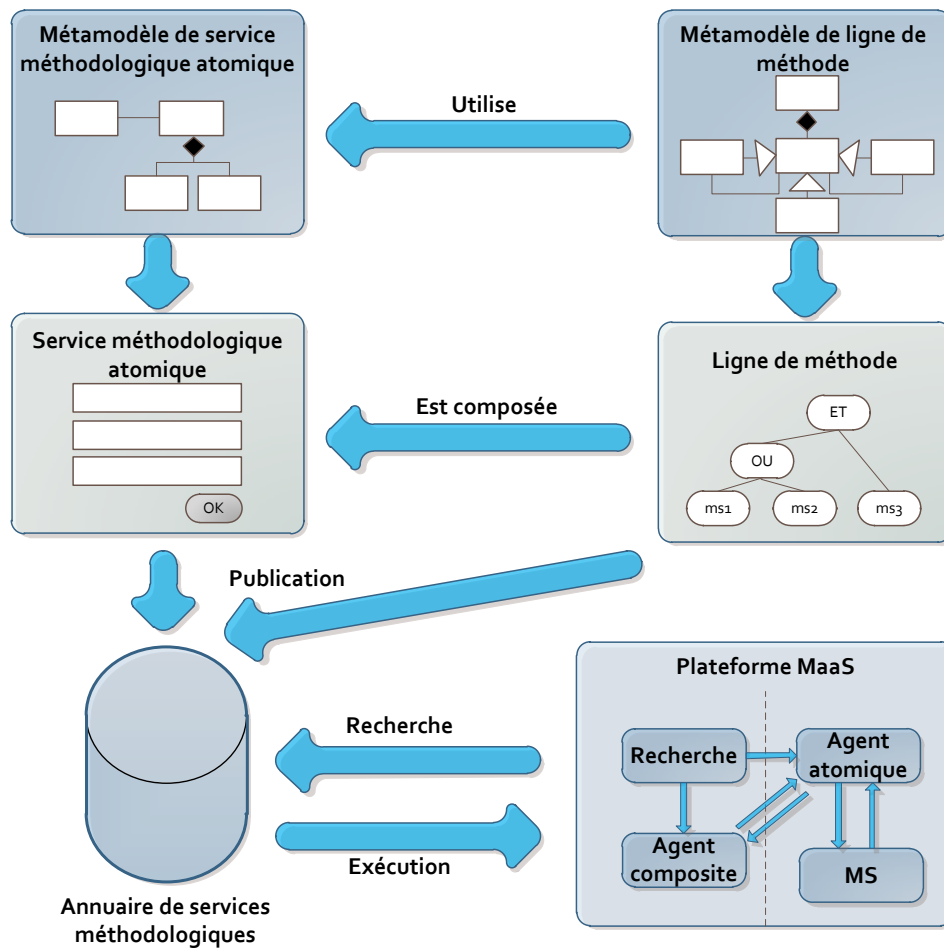 Métamodèle de service
méthodologique atomique
Utilise
Métamodèle de ligne de
méthode
Service méthodologique
atomique
OK
Est composée
Ligne de méthode
ET
OU
ms1
ms2
ms3
Publication
Annuaire de services
méthodologiques
Recherche
Exécution
Plateforme MaaS
Recherche
Agent
atomique
Agent
composite
MS